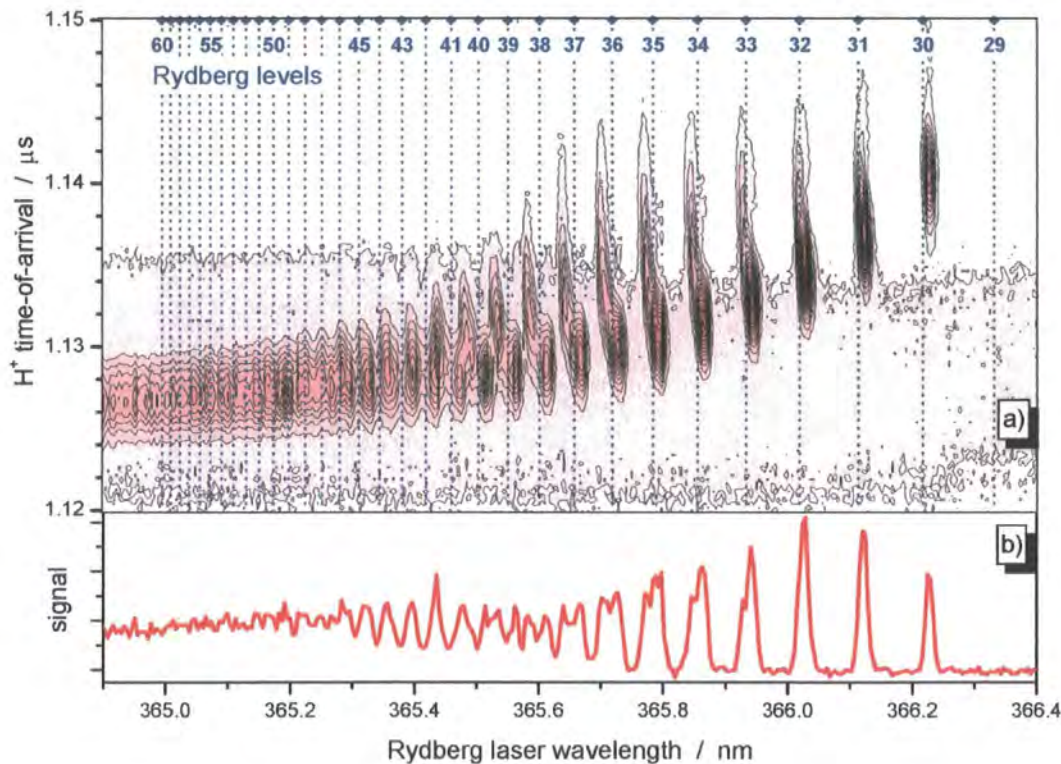 1.15
60 55 50 45 43 41 40 39 38 37 36 35 34 33 32 31 30 29
Rydberg levels
1.14
H⁺ time-of-arrival / μs
1.13
a)
1.12
b)
signal
365.0 365.2 365.4 365.6 365.8 366.0 366.2 366.4
Rydberg laser wavelength / nm